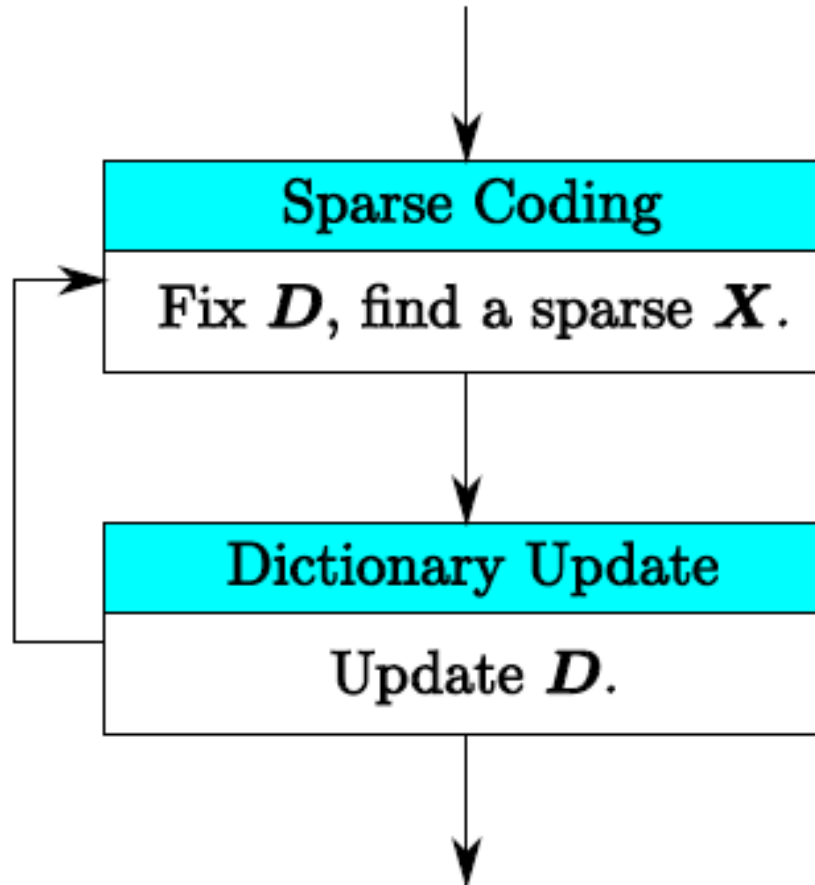 Sparse Coding
Fix D, find a sparse X.
Dictionary Update
Update D.